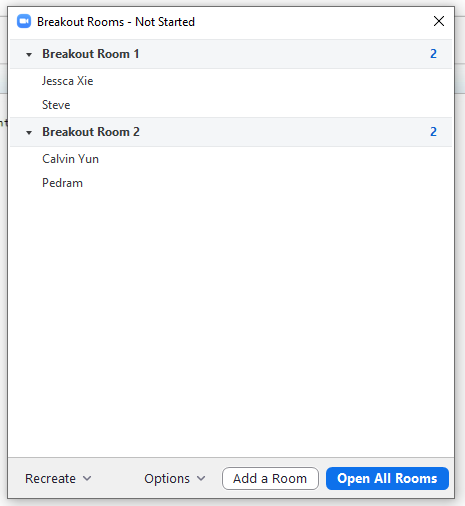 Breakout Rooms - Not Started
Breakout Room 1 2
Jessca Xie
Steve
Breakout Room 2 2
Calvin Yun
Pedram
Recreate Options Add a Room Open All Rooms